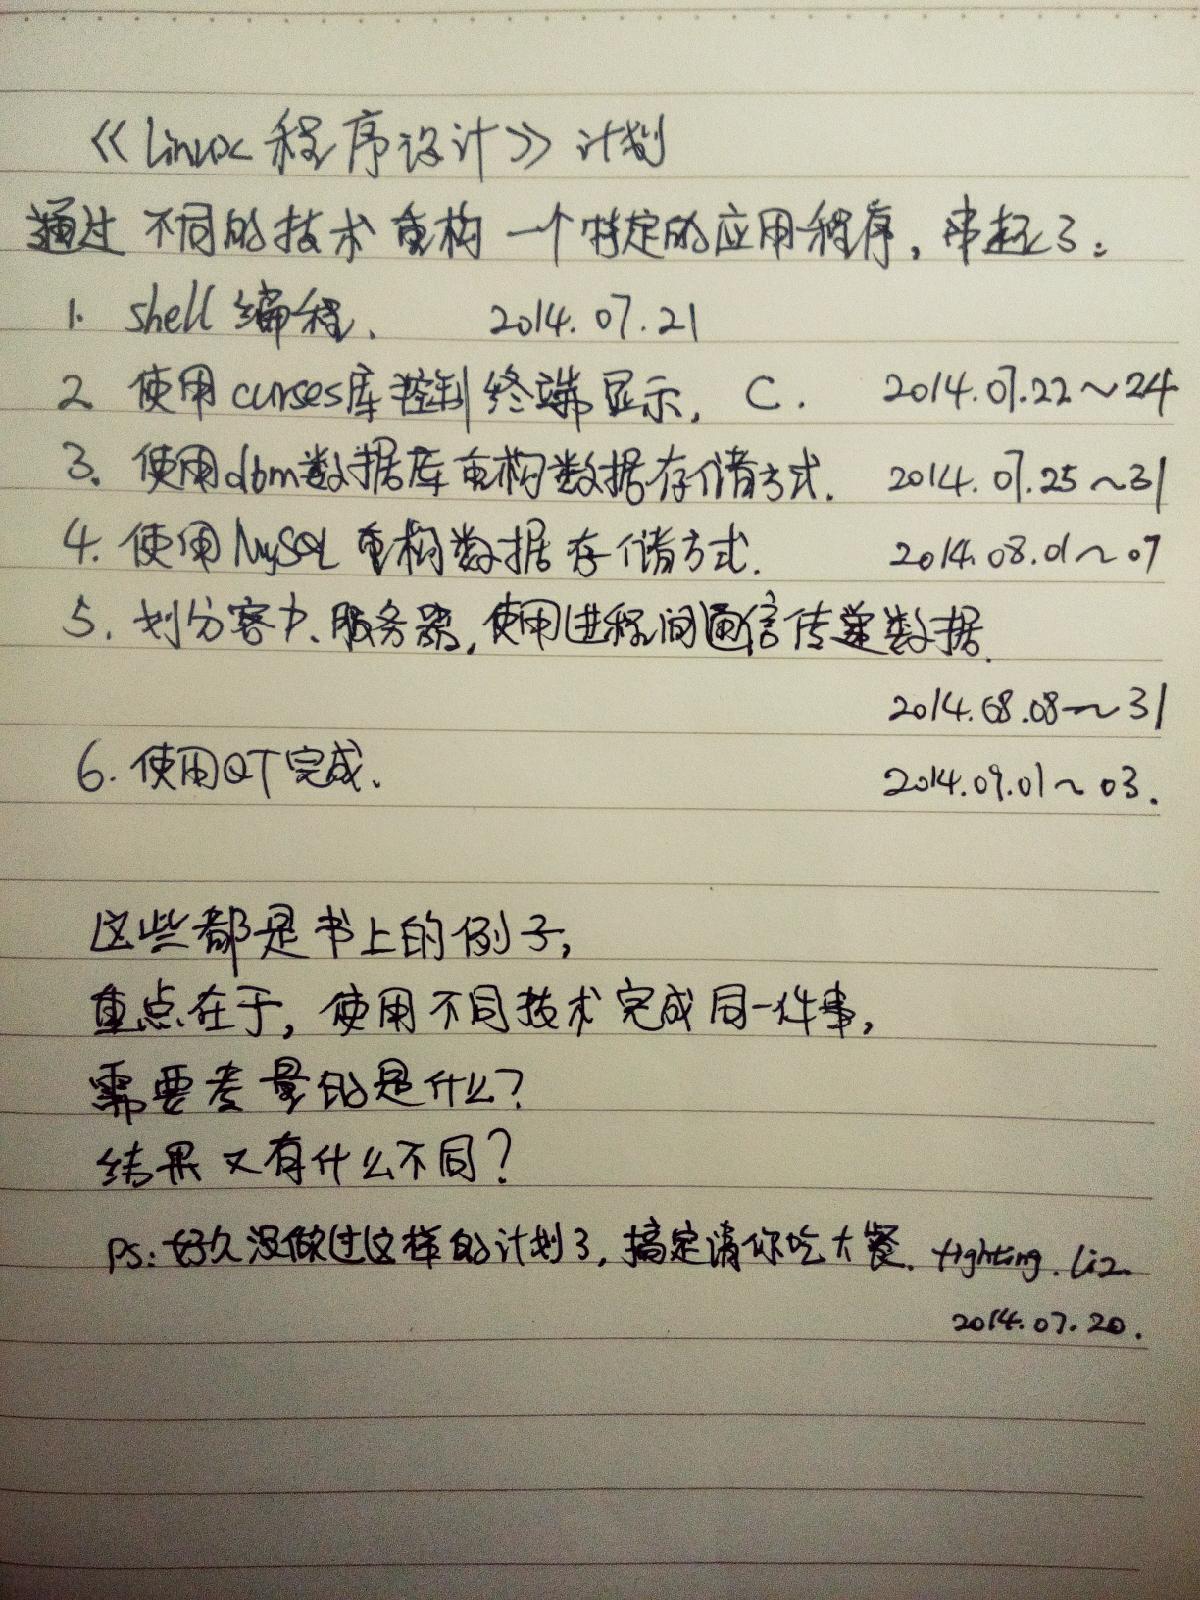 《Linux程序设计》计划
通过不同的技术重构一个特定的应用程序,串起了:
1. shell编程. 2014.07.21
2 使用curses库控制终端显示. C. 2014.07.22~24
3. 使用dbm数据库重构数据存储方式. 2014.07.25~31
4. 使用MySQL重构数据存储方式. 2014.08.01~07
5. 划分客户、服务器,使用进程间通信传递数据.
2014.08.08~31
6. 使用QT完成. 2014.09.01~03.
这些都是书上的例子,
重点在于,使用不同技术完成同一件事,
需要考量的是什么?
结果又有什么不同?
ps:好久没做过这样的计划了,搞定请你吃大餐. fighting. Liz.
2014.07.20.